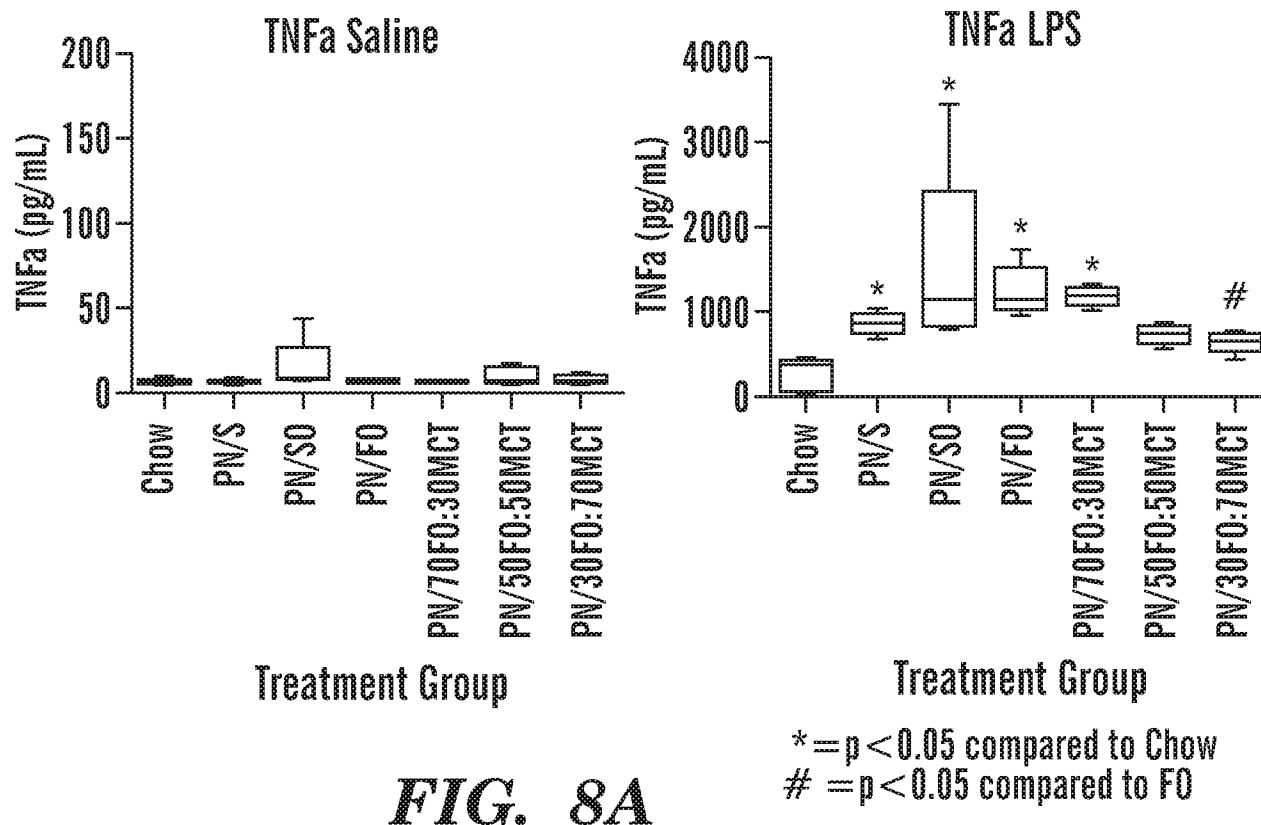 TNFa Saline
200
150
100
50
0
TNFa (pg/mL)
Chow
PN/S
PN/SO
PN/FO
PN/70FO:30MCT
PN/50FO:50MCT
PN/30FO:70MCT
Treatment Group
TNFa LPS
4000
3000
2000
1000
0
TNFa (pg/mL)
*
*
*
*
#
Chow
PN/S
PN/SO
PN/FO
PN/70FO:30MCT
PN/50FO:50MCT
PN/30FO:70MCT
Treatment Group
*=p<0.05 compared to Chow
# =p<0.05 compared to FO
FIG. 8A